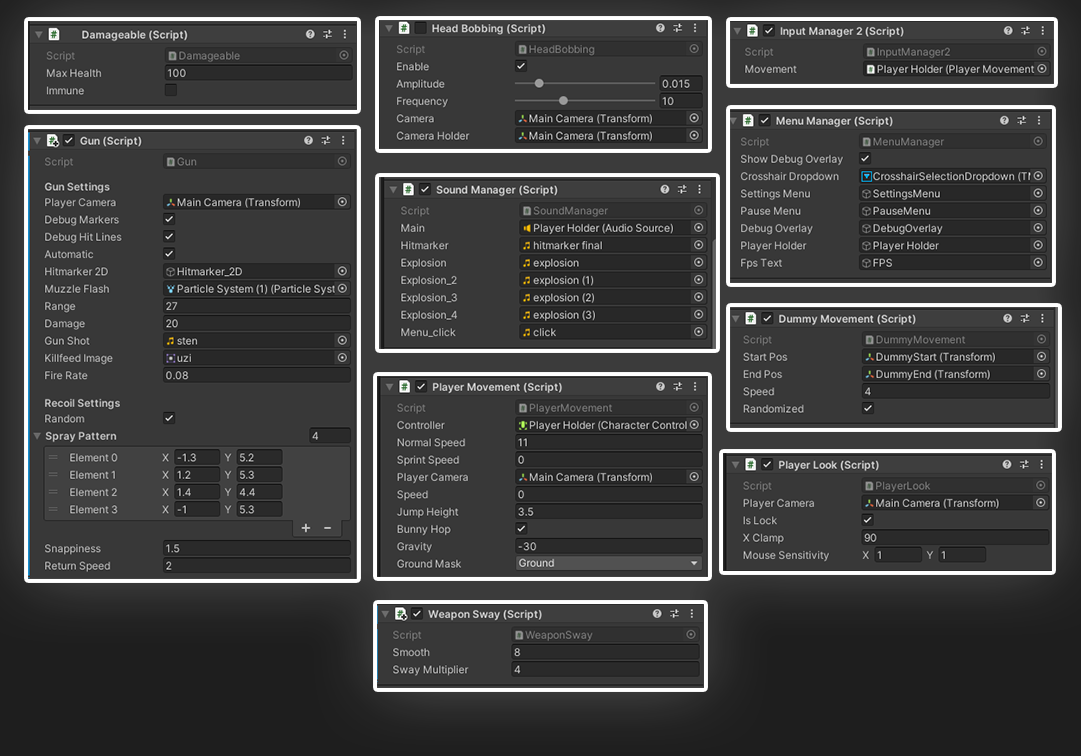 Damageable (Script)
Script Damageable
Max Health 100
Immune
Gun (Script)
Script Gun
Gun Settings
Player Camera Main Camera (Transform)
Debug Markers
Debug Hit Lines
Automatic
Hitmarker 2D Hitmarker_2D
Muzzle Flash Particle System (1) (Particle Syst
Range 27
Damage 20
Gun Shot sten
Killfeed Image uzi
Fire Rate 0.08
Recoil Settings
Random
Spray Pattern 4
Element 0 X -1.3 Y 5.2
Element 1 X 1.2 Y 5.3
Element 2 X 1.4 Y 4.4
Element 3 X -1 Y 5.3
+ −
Snappiness 1.5
Return Speed 2
Head Bobbing (Script)
Script HeadBobbing
Enable
Amplitude 0.015
Frequency 10
Camera Main Camera (Transform)
Camera Holder Main Camera (Transform)
Sound Manager (Script)
Script SoundManager
Main Player Holder (Audio Source)
Hitmarker hitmarker final
Explosion explosion
Explosion_2 explosion (1)
Explosion_3 explosion (2)
Explosion_4 explosion (3)
Menu_click click
Player Movement (Script)
Script PlayerMovement
Controller Player Holder (Character Control
Normal Speed 11
Sprint Speed 0
Player Camera Main Camera (Transform)
Speed 0
Jump Height 3.5
Bunny Hop
Gravity -30
Ground Mask Ground
Weapon Sway (Script)
Script WeaponSway
Smooth 8
Sway Multiplier 4
Input Manager 2 (Script)
Script InputManager2
Movement Player Holder (Player Movement
Menu Manager (Script)
Script MenuManager
Show Debug Overlay
Crosshair Dropdown CrosshairSelectionDropdown (TM
Settings Menu SettingsMenu
Pause Menu PauseMenu
Debug Overlay DebugOverlay
Player Holder Player Holder
Fps Text FPS
Dummy Movement (Script)
Script DummyMovement
Start Pos DummyStart (Transform)
End Pos DummyEnd (Transform)
Speed 4
Randomized
Player Look (Script)
Script PlayerLook
Player Camera Main Camera (Transform)
Is Lock
X Clamp 90
Mouse Sensitivity X 1 Y 1